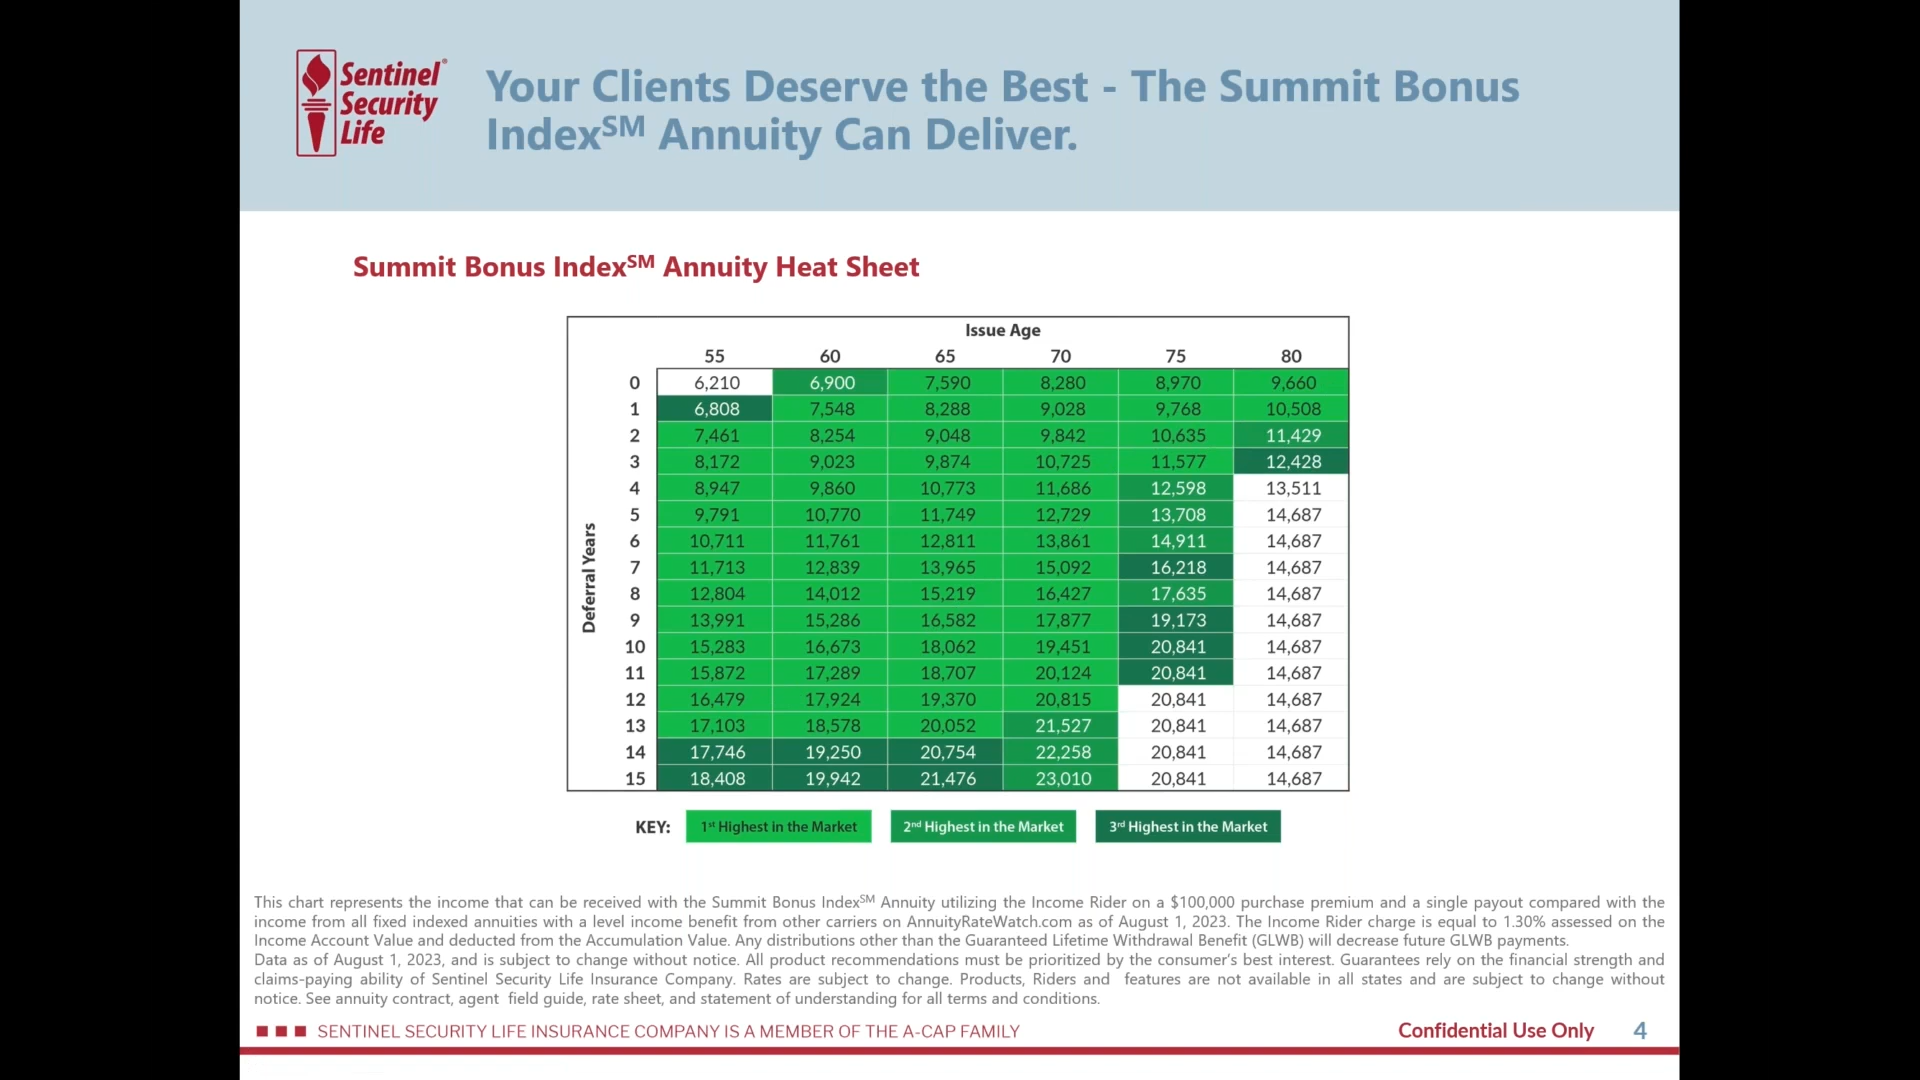 Sentinel®
Security
Life
Your Clients Deserve the Best - The Summit Bonus
IndexSM Annuity Can Deliver.
Summit Bonus IndexSM Annuity Heat Sheet
Issue Age
55 60 65 70 75 80
Deferral Years
0 6,210 6,900 7,590 8,280 8,970 9,660
1 6,808 7,548 8,288 9,028 9,768 10,508
2 7,461 8,254 9,048 9,842 10,635 11,429
3 8,172 9,023 9,874 10,725 11,577 12,428
4 8,947 9,860 10,773 11,686 12,598 13,511
5 9,791 10,770 11,749 12,729 13,708 14,687
6 10,711 11,761 12,811 13,861 14,911 14,687
7 11,713 12,839 13,965 15,092 16,218 14,687
8 12,804 14,012 15,219 16,427 17,635 14,687
9 13,991 15,286 16,582 17,877 19,173 14,687
10 15,283 16,673 18,062 19,451 20,841 14,687
11 15,872 17,289 18,707 20,124 20,841 14,687
12 16,479 17,924 19,370 20,815 20,841 14,687
13 17,103 18,578 20,052 21,527 20,841 14,687
14 17,746 19,250 20,754 22,258 20,841 14,687
15 18,408 19,942 21,476 23,010 20,841 14,687
KEY: 1st Highest in the Market 2nd Highest in the Market 3rd Highest in the Market
This chart represents the income that can be received with the Summit Bonus IndexSM Annuity utilizing the Income Rider on a $100,000 purchase premium and a single payout compared with the
income from all fixed indexed annuities with a level income benefit from other carriers on AnnuityRateWatch.com as of August 1, 2023. The Income Rider charge is equal to 1.30% assessed on the
Income Account Value and deducted from the Accumulation Value. Any distributions other than the Guaranteed Lifetime Withdrawal Benefit (GLWB) will decrease future GLWB payments.
Data as of August 1, 2023, and is subject to change without notice. All product recommendations must be prioritized by the consumer's best interest. Guarantees rely on the financial strength and
claims-paying ability of Sentinel Security Life Insurance Company. Rates are subject to change. Products, Riders and features are not available in all states and are subject to change without
notice. See annuity contract, agent field guide, rate sheet, and statement of understanding for all terms and conditions.
SENTINEL SECURITY LIFE INSURANCE COMPANY IS A MEMBER OF THE A-CAP FAMILY
Confidential Use Only 4